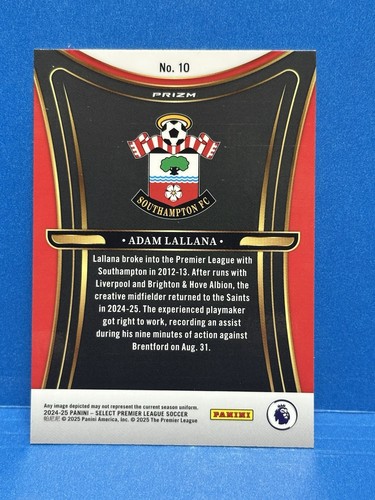 No. 10
PRIZM
SOUTHAMPTON FC
• ADAM LALLANA •
Lallana broke into the Premier League with
Southampton in 2012-13. After runs with
Liverpool and Brighton & Hove Albion, the
creative midfielder returned to the Saints
in 2024-25. The experienced playmaker
got right to work, recording an assist
during his nine minutes of action against
Brentford on Aug. 31.
Any image depicted may not represent the current season uniform.
2024-25 PANINI – SELECT PREMIER LEAGUE SOCCER
© 2025 Panini America, Inc. © 2025 The Premier League
PANINI